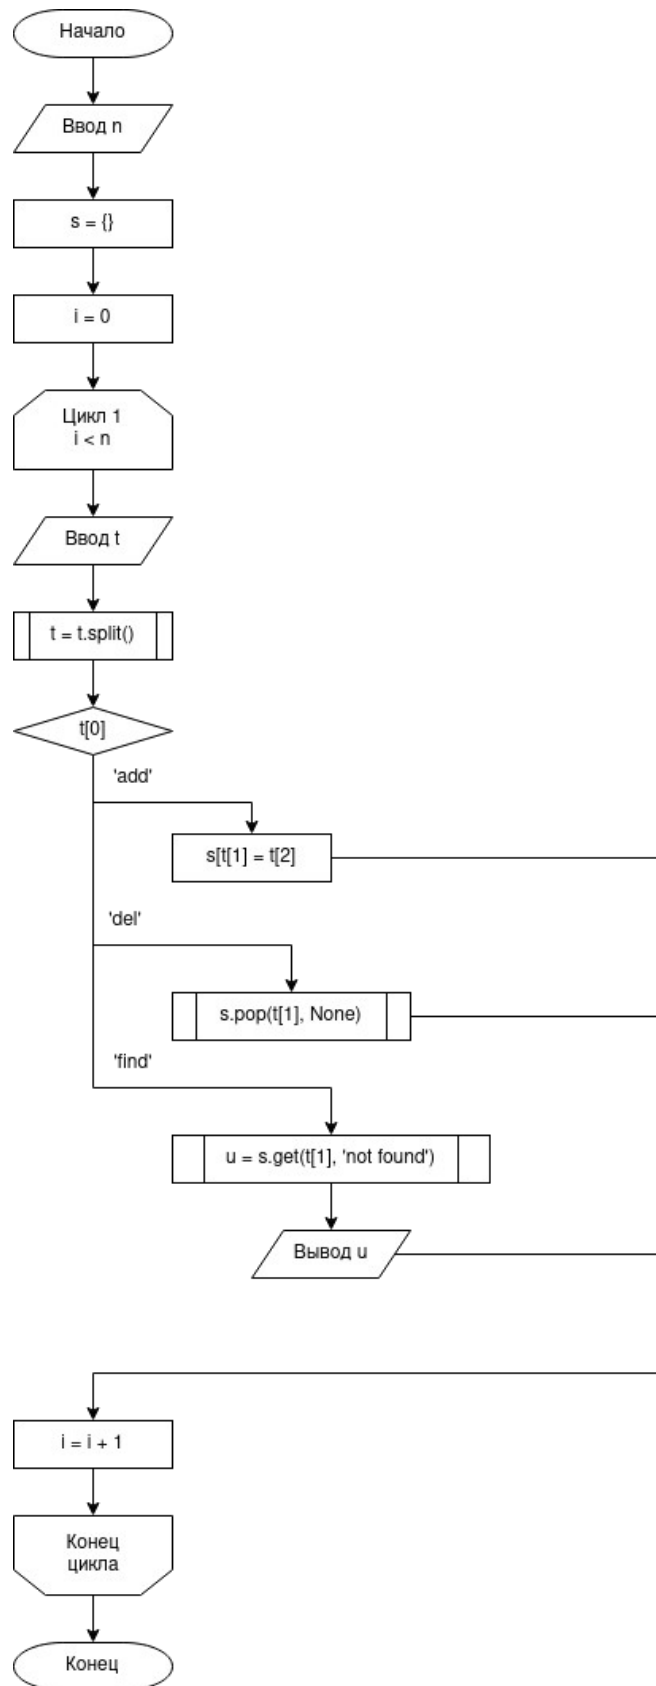 Начало
Ввод n
s = {}
i = 0
Цикл 1
i < n
Ввод t
t = t.split()
t[0]
'add'
s[t[1] = t[2]
'del'
s.pop(t[1], None)
'find'
u = s.get(t[1], 'not found')
Вывод u
i = i + 1
Конец
цикла
Конец